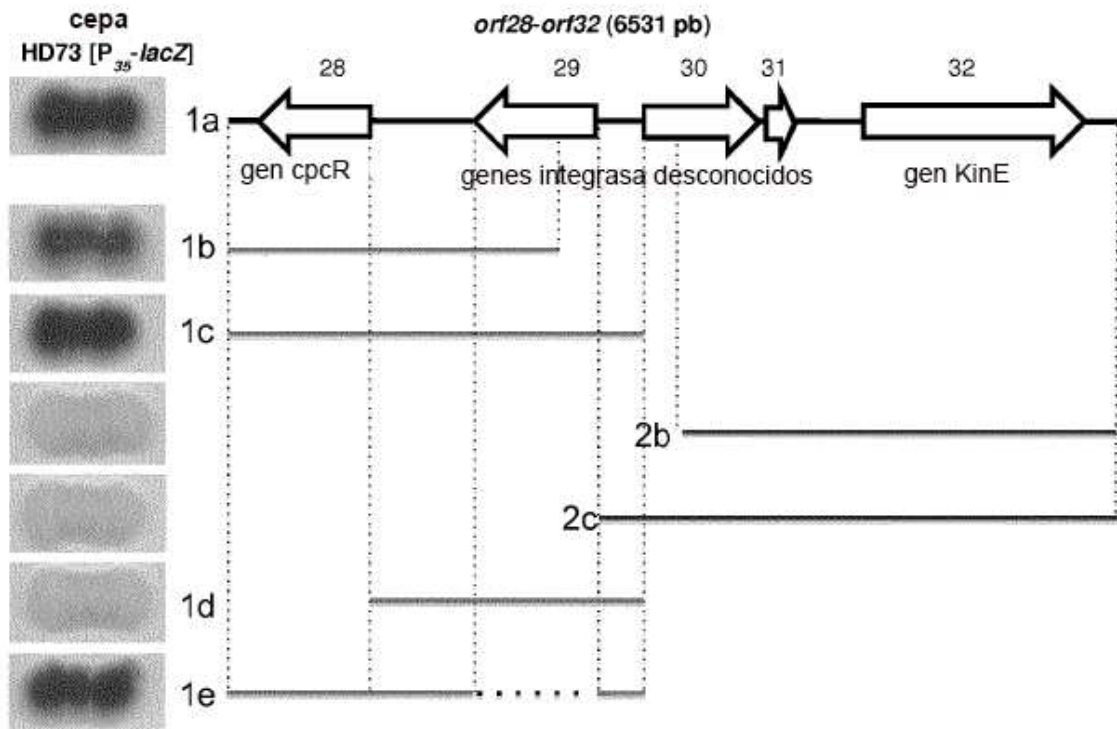 cepa
HD73 [P35-lacZ]
orf28-orf32 (6531 pb)
28
29
30
31
32
1a
gen cpcR
genes integrasa desconocidos
gen KinE
1b
1c
2b
2c
1d
1e